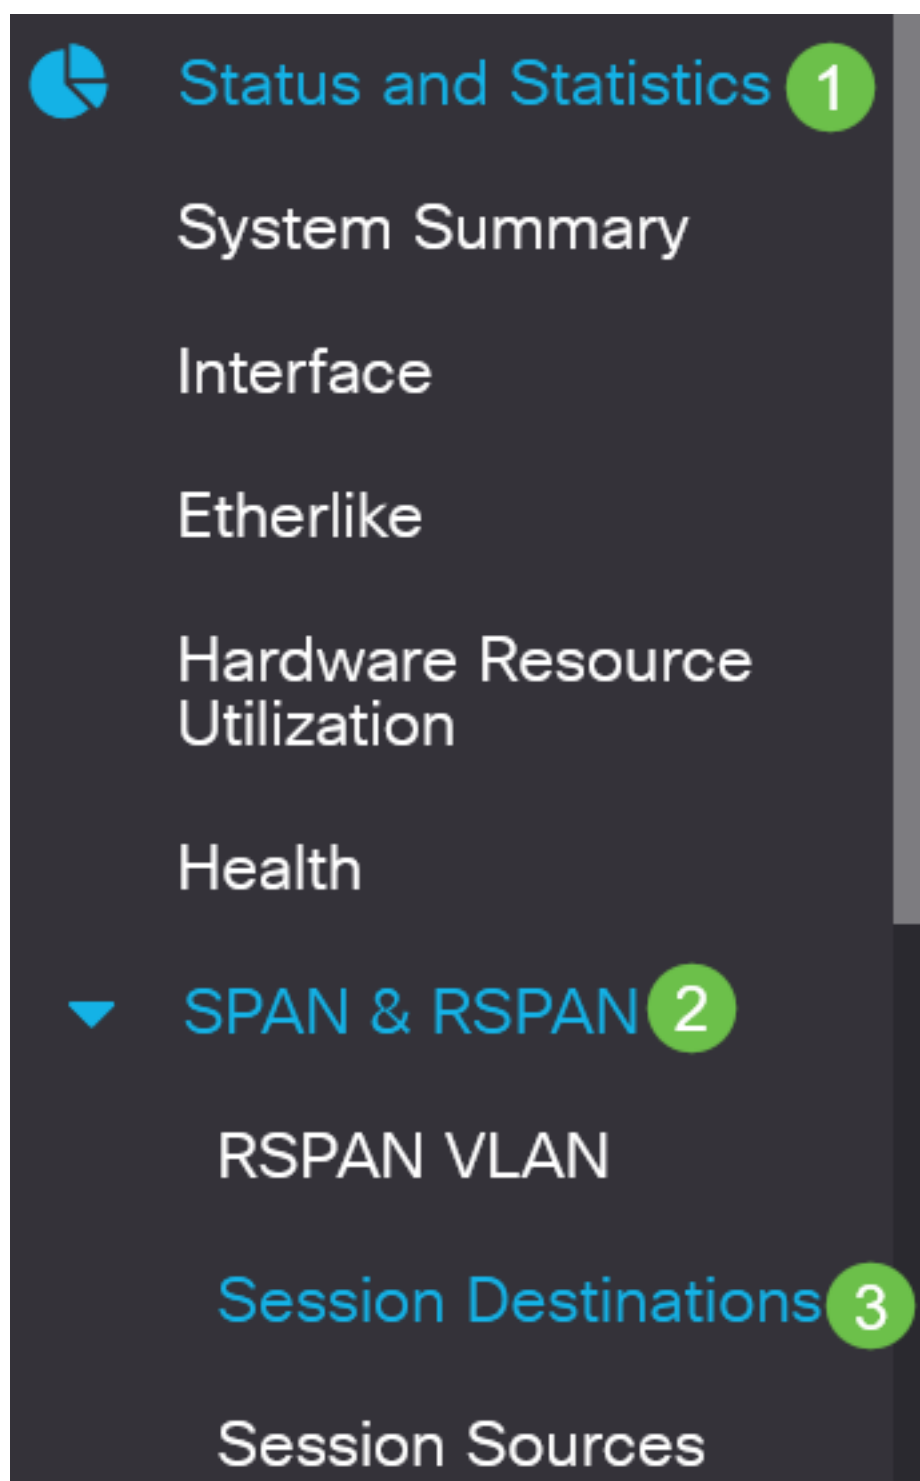 Status and Statistics 1
System Summary
Interface
Etherlike
Hardware Resource
Utilization
Health
SPAN & RSPAN 2
RSPAN VLAN
Session Destinations 3
Session Sources